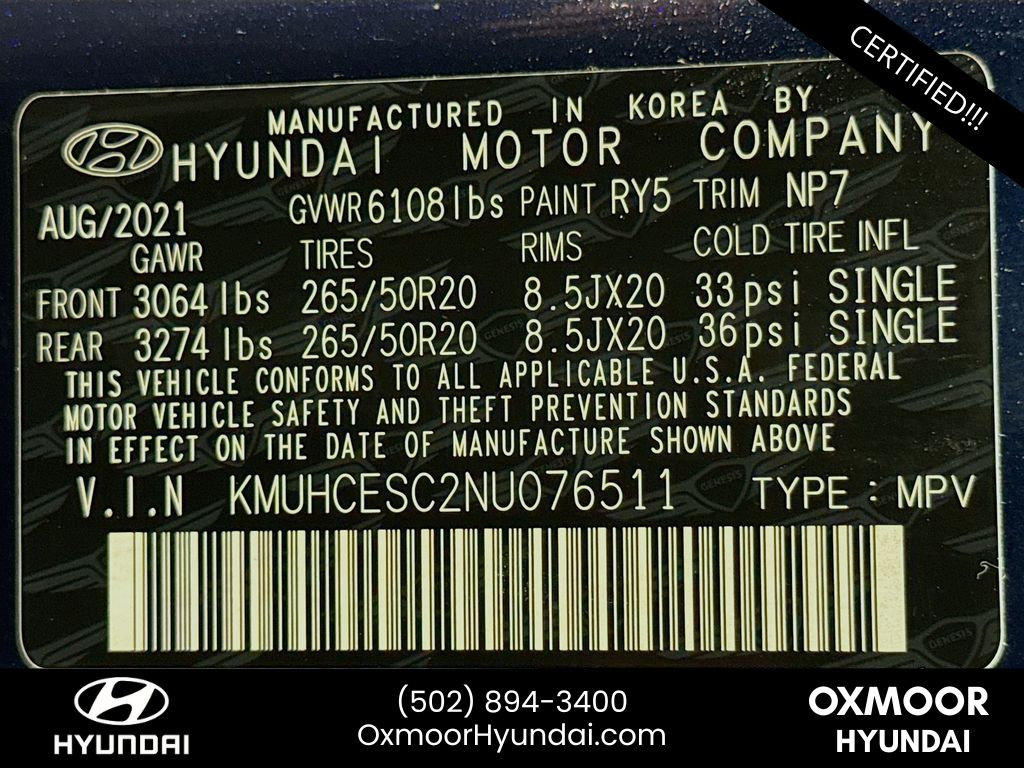 CERTIFIED!!!
MANUFACTURED IN KOREA BY
HYUNDAI MOTOR COMPANY
AUG/2021 GVWR 6108 lbs PAINT RY5 TRIM NP7
GAWR TIRES RIMS COLD TIRE INFL
FRONT 3064 lbs 265/50R20 8.5JX20 33psi SINGLE
REAR 3274 lbs 265/50R20 8.5JX20 36psi SINGLE
THIS VEHICLE CONFORMS TO ALL APPLICABLE U.S.A. FEDERAL
MOTOR VEHICLE SAFETY AND THEFT PREVENTION STANDARDS
IN EFFECT ON THE DATE OF MANUFACTURE SHOWN ABOVE
V.I.N KMUHCESC2NU076511 TYPE : MPV
HYUNDAI
(502) 894-3400
OxmoorHyundai.com
OXMOOR
HYUNDAI